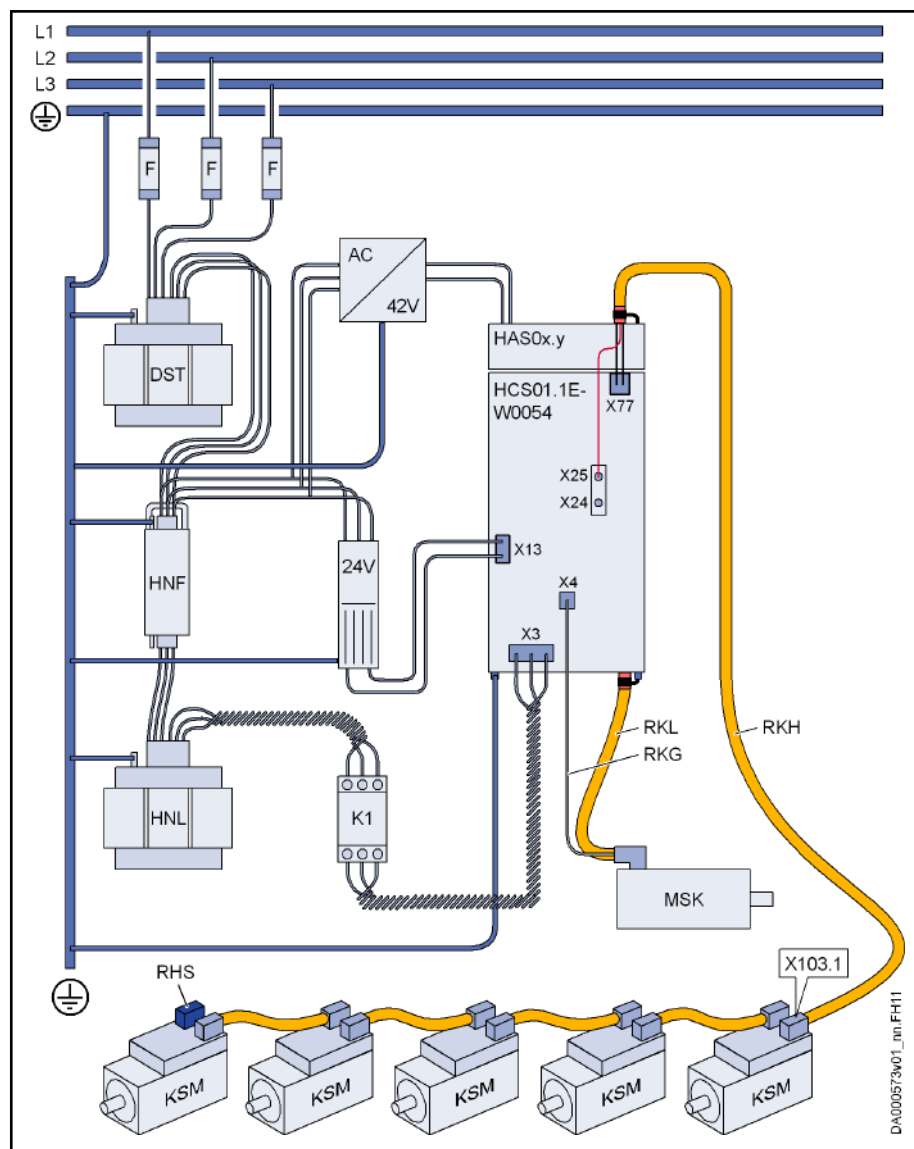 L1
L2
L3
F
F
F
AC
42V
HAS0x.y
DST
HCS01.1E-
W0054
X77
X25
X24
X13
24V
HNF
X4
X3
RKL
RKH
RKG
HNL
K1
MSK
RHS
X103.1
KSM
KSM
KSM
KSM
KSM
DA000573v01_nn.FH11